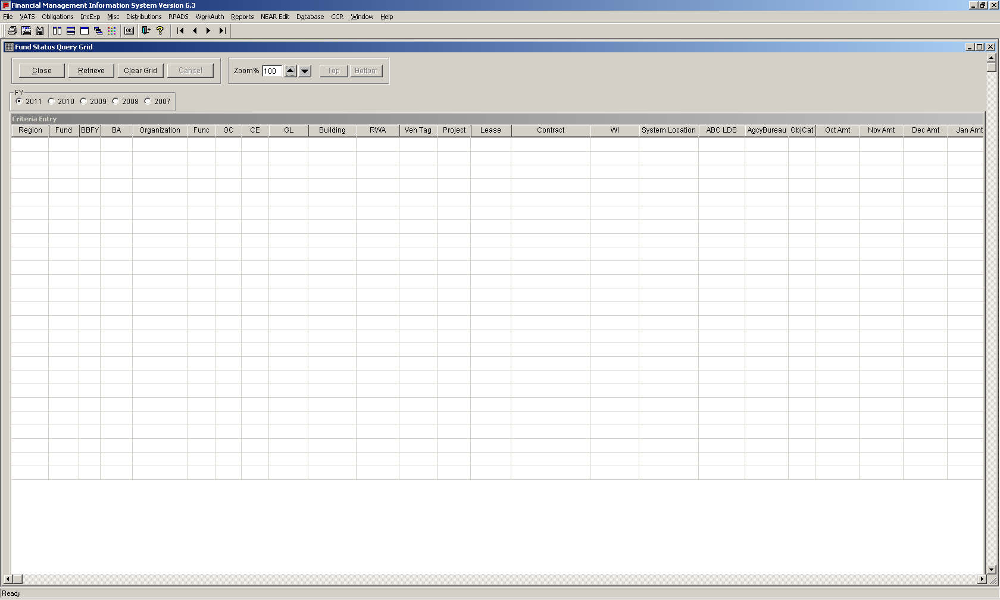 Financial Management Information System Version 6.3
File VATS Obligations IncExp Misc Distributions RPADS WorkAuth Reports NEAR Edit Database CCR Window Help
OK
Fund Status Query Grid
Close Retrieve Clear Grid Cancel Zoom% 100 Top Bottom
FY
2011 2010 2009 2008 2007
Criteria Entry
Region Fund BBFY BA Organization Func OC CE GL Building RWA Veh Tag Project Lease Contract WI System Location ABC LDS AgcyBureau ObjCat Oct Amt Nov Amt Dec Amt Jan Amt
Ready